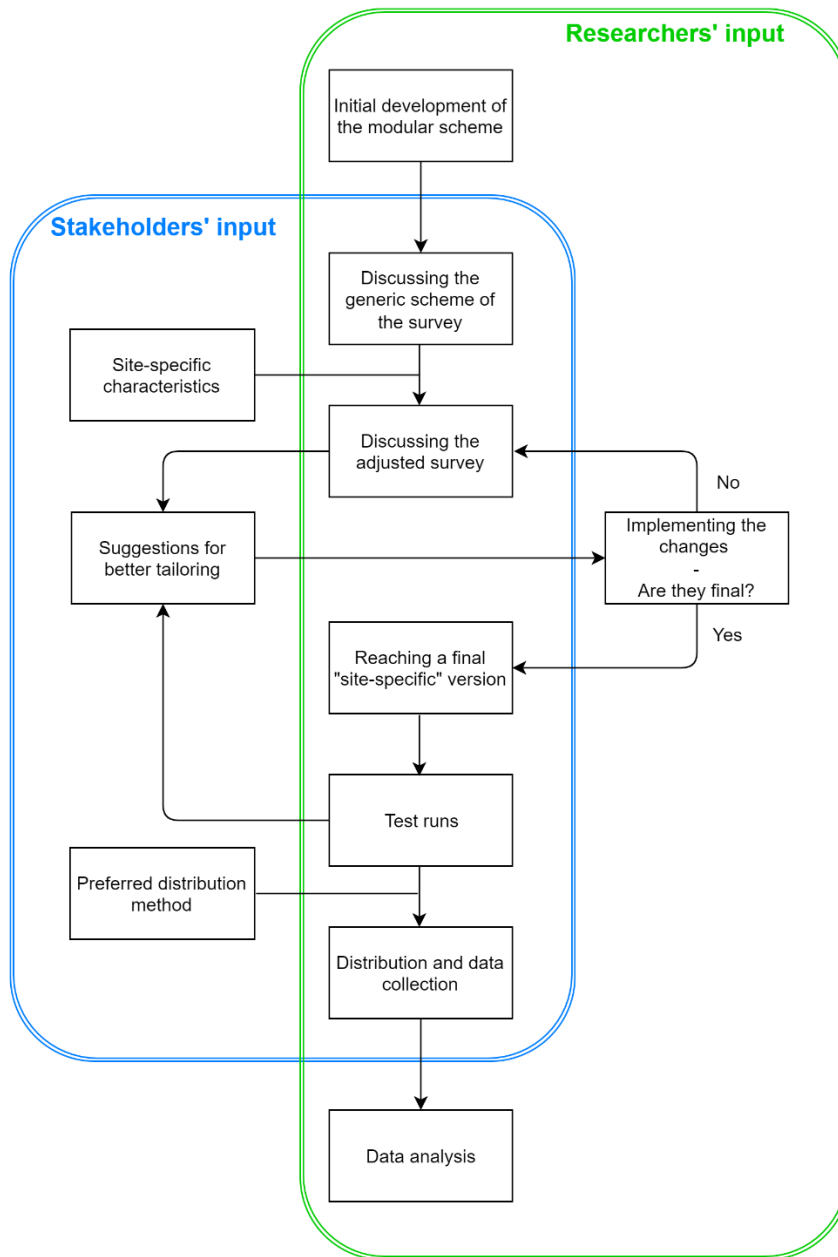 Researchers' input
Initial development of
the modular scheme
Stakeholders' input
Discussing the
generic scheme of
the survey
Site-specific
characteristics
Discussing the
adjusted survey
No
Suggestions for
better tailoring
Implementing the
changes
-
Are they final?
Yes
Reaching a final
"site-specific" version
Test runs
Preferred distribution
method
Distribution and data
collection
Data analysis